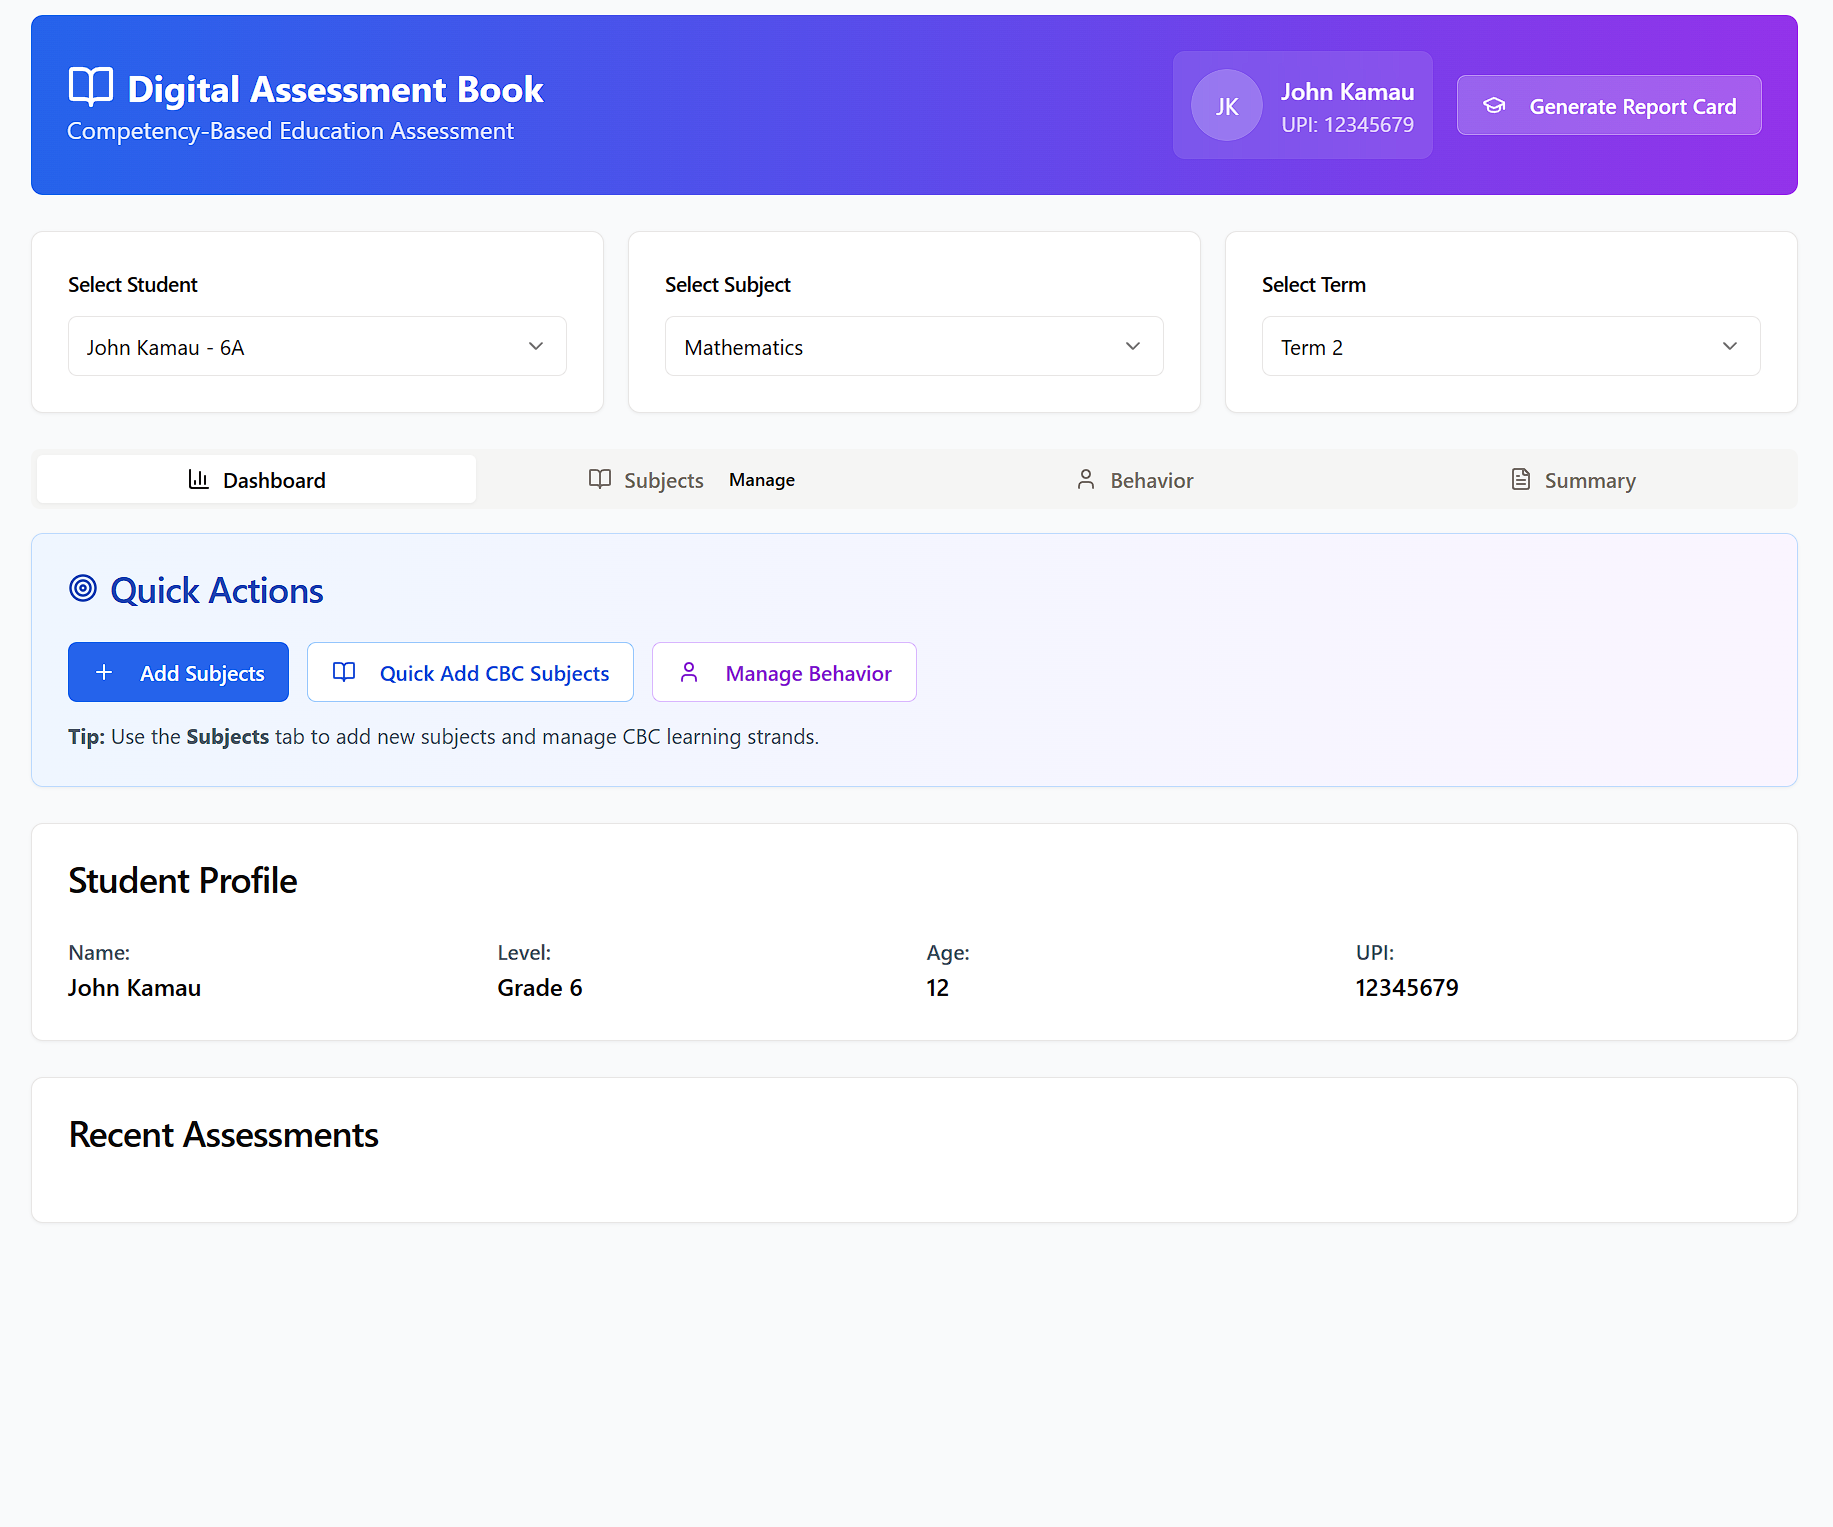 Digital Assessment Book
Competency-Based Education Assessment
JK
John Kamau
UPI: 12345679
Generate Report Card
Select Student
John Kamau - 6A
Select Subject
Mathematics
Select Term
Term 2
Dashboard
Subjects Manage
Behavior
Summary
Quick Actions
Add Subjects
Quick Add CBC Subjects
Manage Behavior
Tip: Use the Subjects tab to add new subjects and manage CBC learning strands.
Student Profile
Name:
John Kamau
Level:
Grade 6
Age:
12
UPI:
12345679
Recent Assessments